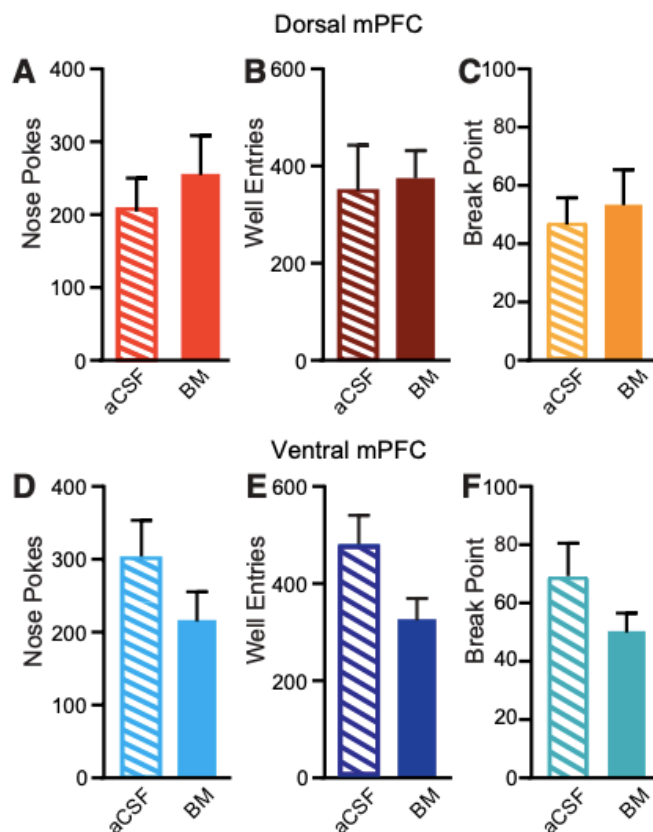 Dorsal mPFC
A
Nose Pokes
400
300
200
100
0
aCSF
BM
B
Well Entries
600
400
200
0
aCSF
BM
C
Break Point
100
80
60
40
20
0
aCSF
BM
Ventral mPFC
D
Nose Pokes
400
300
200
100
0
aCSF
BM
E
Well Entries
600
400
200
0
aCSF
BM
F
Break Point
100
80
60
40
20
0
aCSF
BM